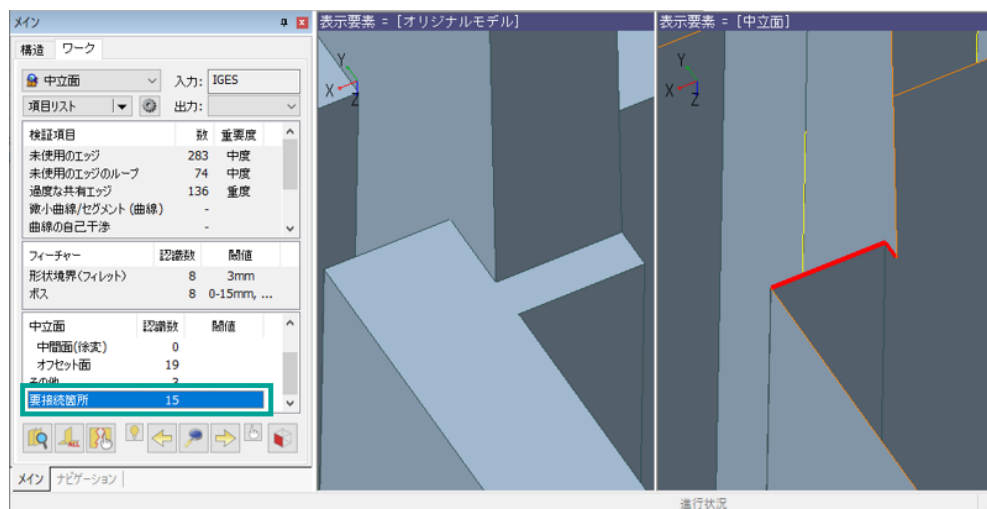 メイン
構造 ワーク
中立面 入力: IGES
項目リスト 出力:
検証項目 数 重要度
未使用のエッジ 283 中度
未使用のエッジのループ 74 中度
過度な共有エッジ 136 重度
微小曲線/セグメント (曲線) -
曲線の自己干渉 -
フィーチャー 認識数 閾値
形状境界(フィレット) 8 3mm
ボス 8 0-15mm, ...
中立面 認識数 閾値
中間面(徐変) 0
オフセット面 19
その他 3
要接続箇所 15
ALL
メイン ナビゲーション
表示要素 = [オリジナルモデル]
Y
X
Z
表示要素 = [中立面]
Y
X
Z
進行状況